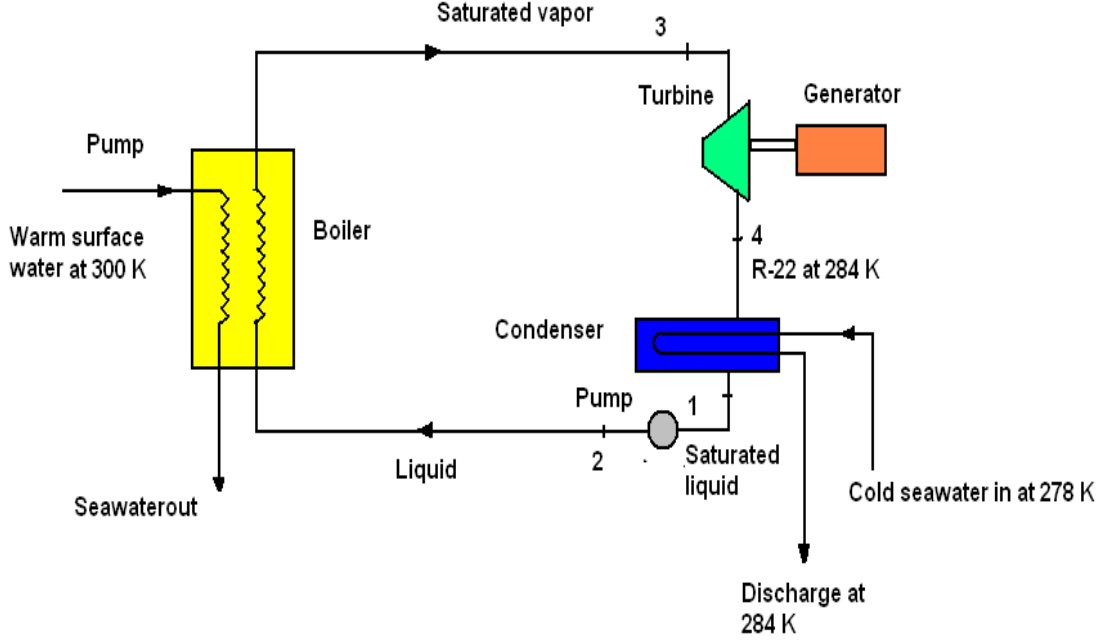 Saturated vapor
3
Turbine
Generator
Pump
Warm surface
water at 300 K
Boiler
4
R-22 at 284 K
Condenser
Pump
1
2
Saturated
liquid
Liquid
Cold seawater in at 278 K
Seawaterout
Discharge at
284 K